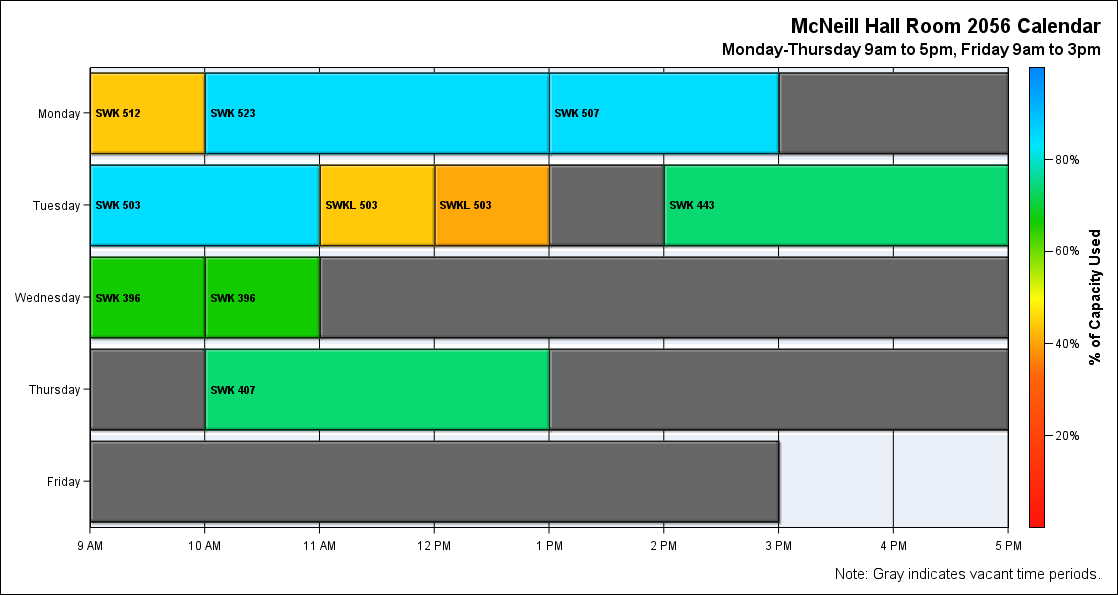 McNeill Hall Room 2056 Calendar
Monday-Thursday 9am to 5pm, Friday 9am to 3pm
Monday
SWK 512
SWK 523
SWK 507
Tuesday
SWK 503
SWKL 503
SWKL 503
SWK 443
Wednesday
SWK 396
SWK 396
Thursday
SWK 407
Friday
9 AM
10 AM
11 AM
12 PM
1 PM
2 PM
3 PM
4 PM
5 PM
80%
60%
40%
20%
% of Capacity Used
Note: Gray indicates vacant time periods.